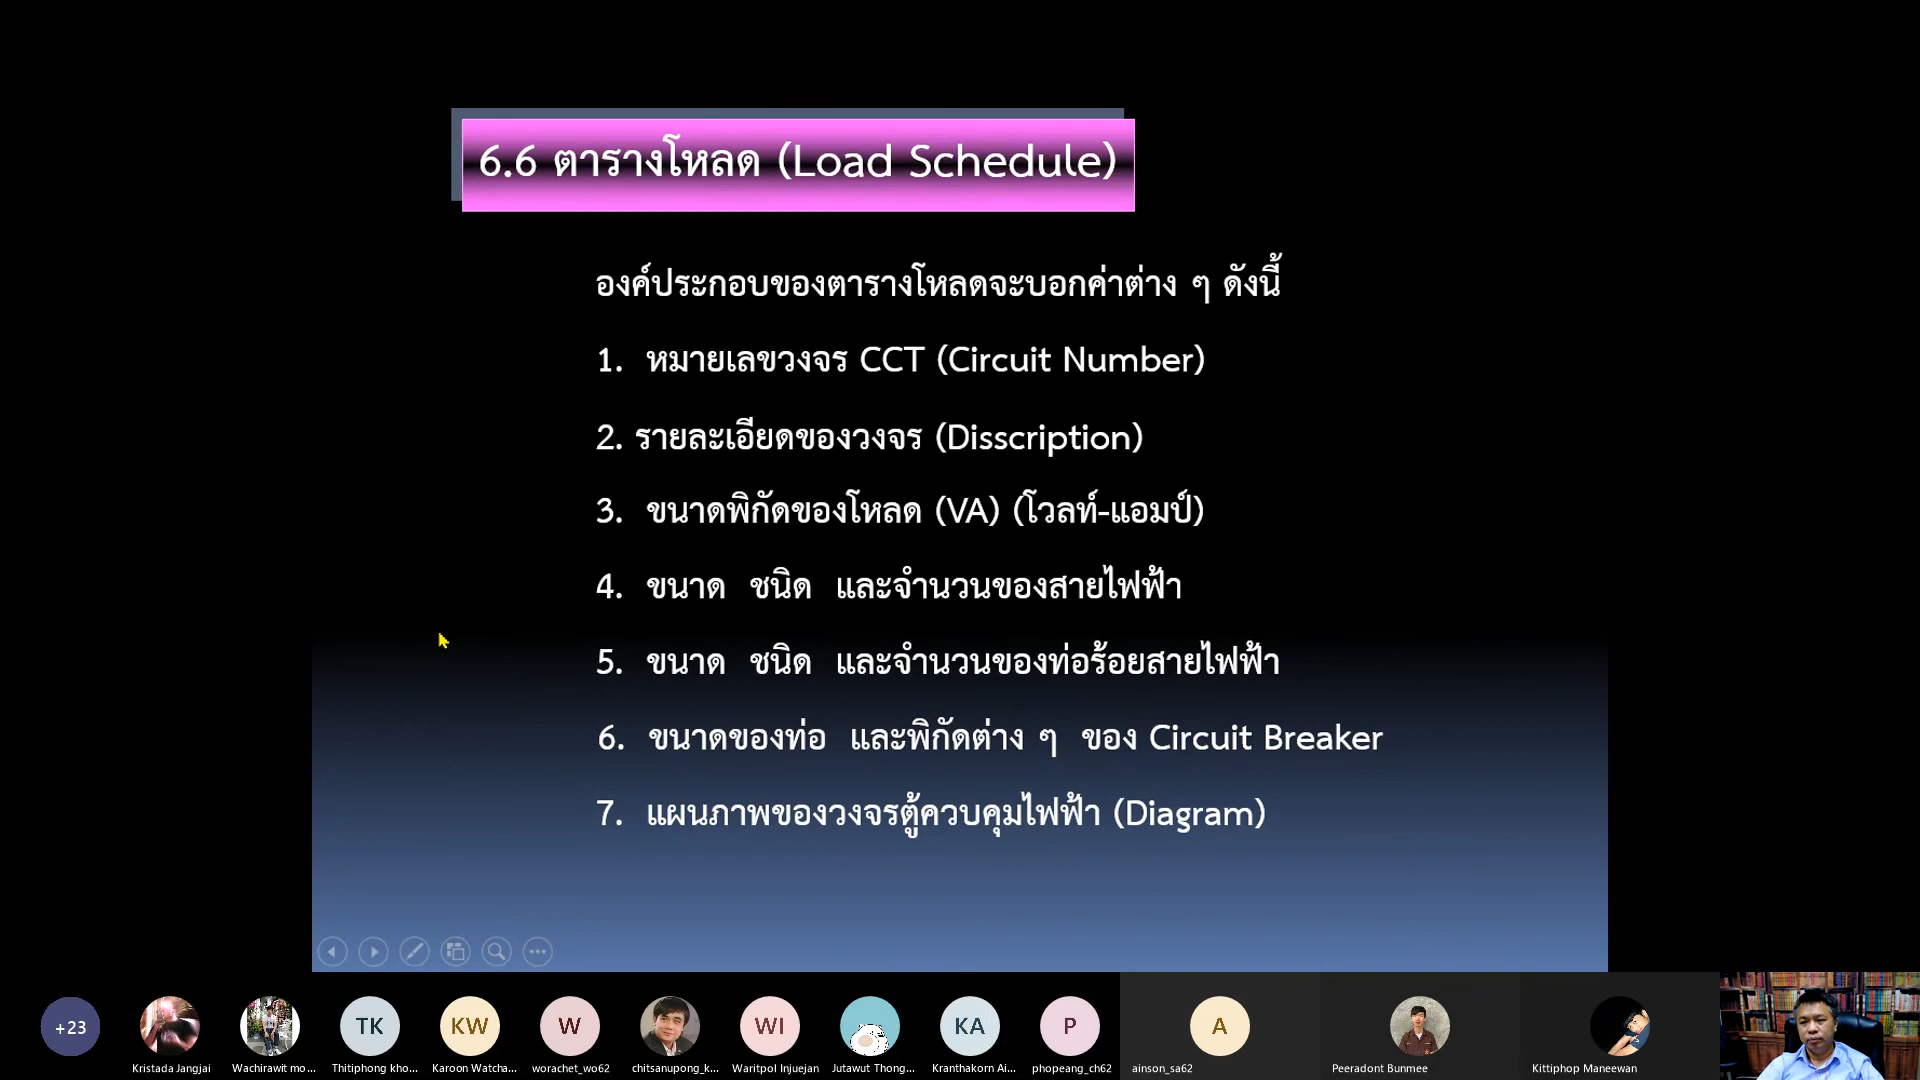 6.6 ตารางโหลด (Load Schedule)
องค์ประกอบของตารางโหลดจะบอกค่าต่าง ๆ ดังนี้
1. หมายเลขวงจร CCT (Circuit Number)
2. รายละเอียดของวงจร (Disscription)
3. ขนาดพิกัดของโหลด (VA) (โวลท์-แอมป์)
4. ขนาด ชนิด และจำนวนของสายไฟฟ้า
5. ขนาด ชนิด และจำนวนของท่อร้อยสายไฟฟ้า
6. ขนาดของท่อ และพิกัดต่าง ๆ ของ Circuit Breaker
7. แผนภาพของวงจรตู้ควบคุมไฟฟ้า (Diagram)
+23 TK KW W WI KA P A
Kristada Jangjai Wachirawit mo... Thitiphong kho... Karoon Watcha... worachet_wo62 chitsanupong_k... Waritpol Injuejan Jutawut Thong... Kranthakorn Ai... phopeang_ch62 ainson_sa62 Peeradont Bunmee Kittiphop Maneewan